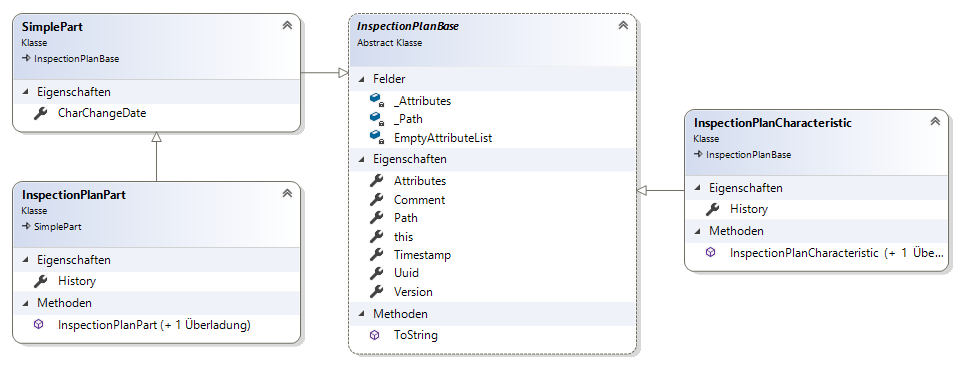 SimplePart
Klasse
InspectionPlanBase
Eigenschaften
CharChangeDate
InspectionPlanPart
Klasse
SimplePart
Eigenschaften
History
Methoden
InspectionPlanPart (+ 1 Überladung)
InspectionPlanBase
Abstract Klasse
Felder
_Attributes
_Path
EmptyAttributeList
Eigenschaften
Attributes
Comment
Path
this
Timestamp
Uuid
Version
Methoden
ToString
InspectionPlanCharacteristic
Klasse
InspectionPlanBase
Eigenschaften
History
Methoden
InspectionPlanCharacteristic (+ 1 Übe...